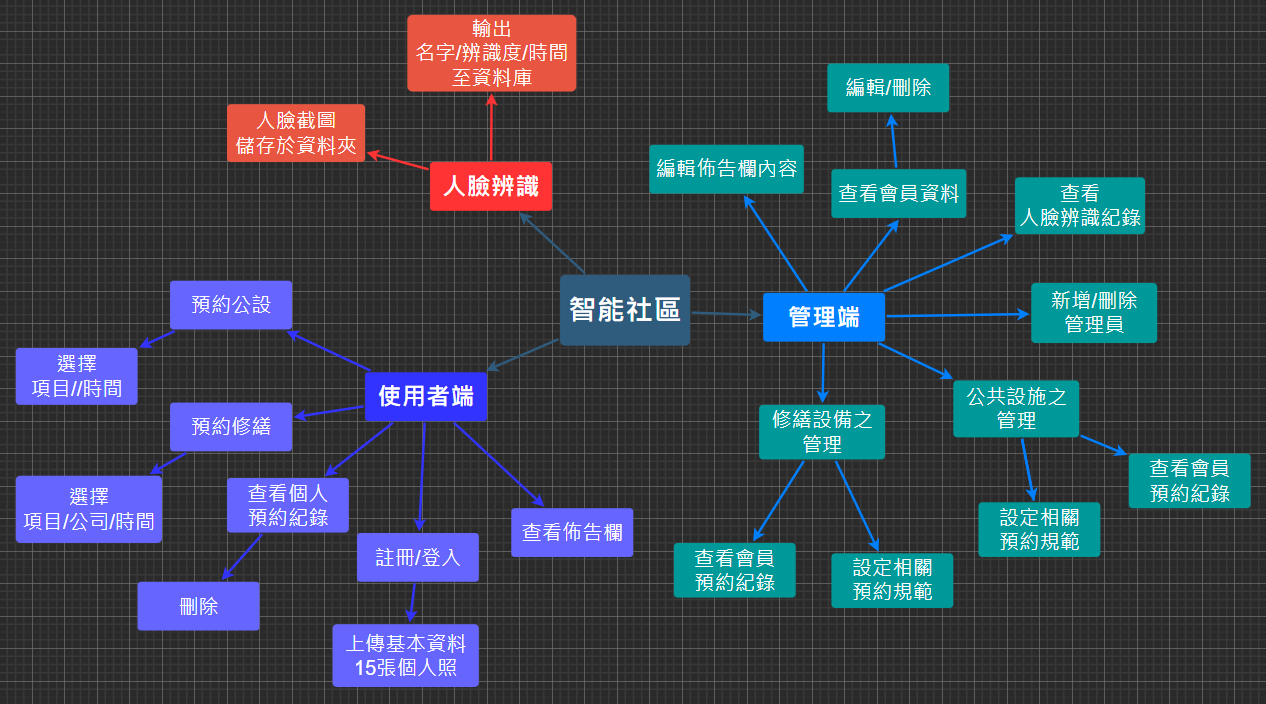 輸出
名字/辨識度/時間
至資料庫
人臉截圖
儲存於資料夾
人臉辨識
編輯/刪除
編輯佈告欄內容
查看會員資料
查看
人臉辨識紀錄
智能社區
管理端
新增/刪除
管理員
預約公設
選擇
項目//時間
使用者端
預約修繕
選擇
項目/公司/時間
查看個人
預約紀錄
刪除
註冊/登入
上傳基本資料
15張個人照
查看佈告欄
修繕設備之
管理
公共設施之
管理
查看會員
預約紀錄
設定相關
預約規範
設定相關
預約規範
查看會員
預約紀錄